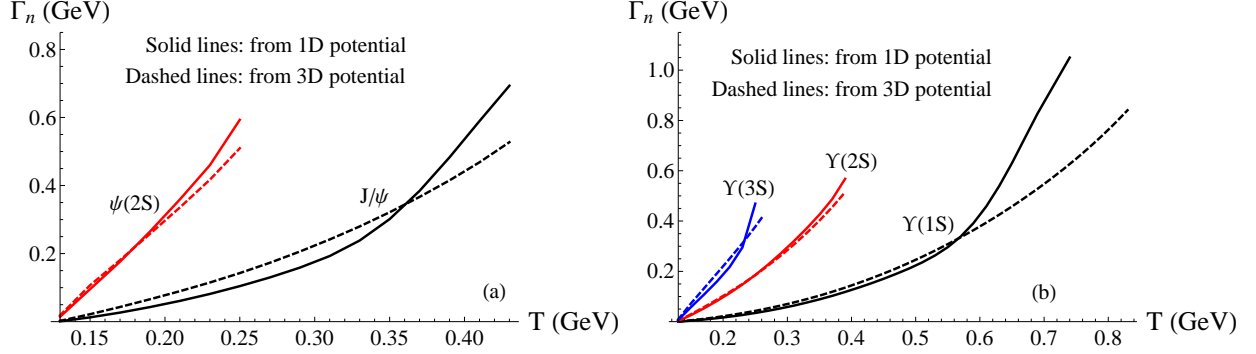 Γn (GeV)
Solid lines: from 1D potential
Dashed lines: from 3D potential
0.8
0.6
0.4
0.2
ψ(2S)
J/ψ
(a)
T (GeV)
0.15 0.20 0.25 0.30 0.35 0.40
Γn (GeV)
Solid lines: from 1D potential
Dashed lines: from 3D potential
1.0
0.8
0.6
0.4
0.2
ϒ(3S)
ϒ(2S)
ϒ(1S)
(b)
T (GeV)
0.2 0.3 0.4 0.5 0.6 0.7 0.8